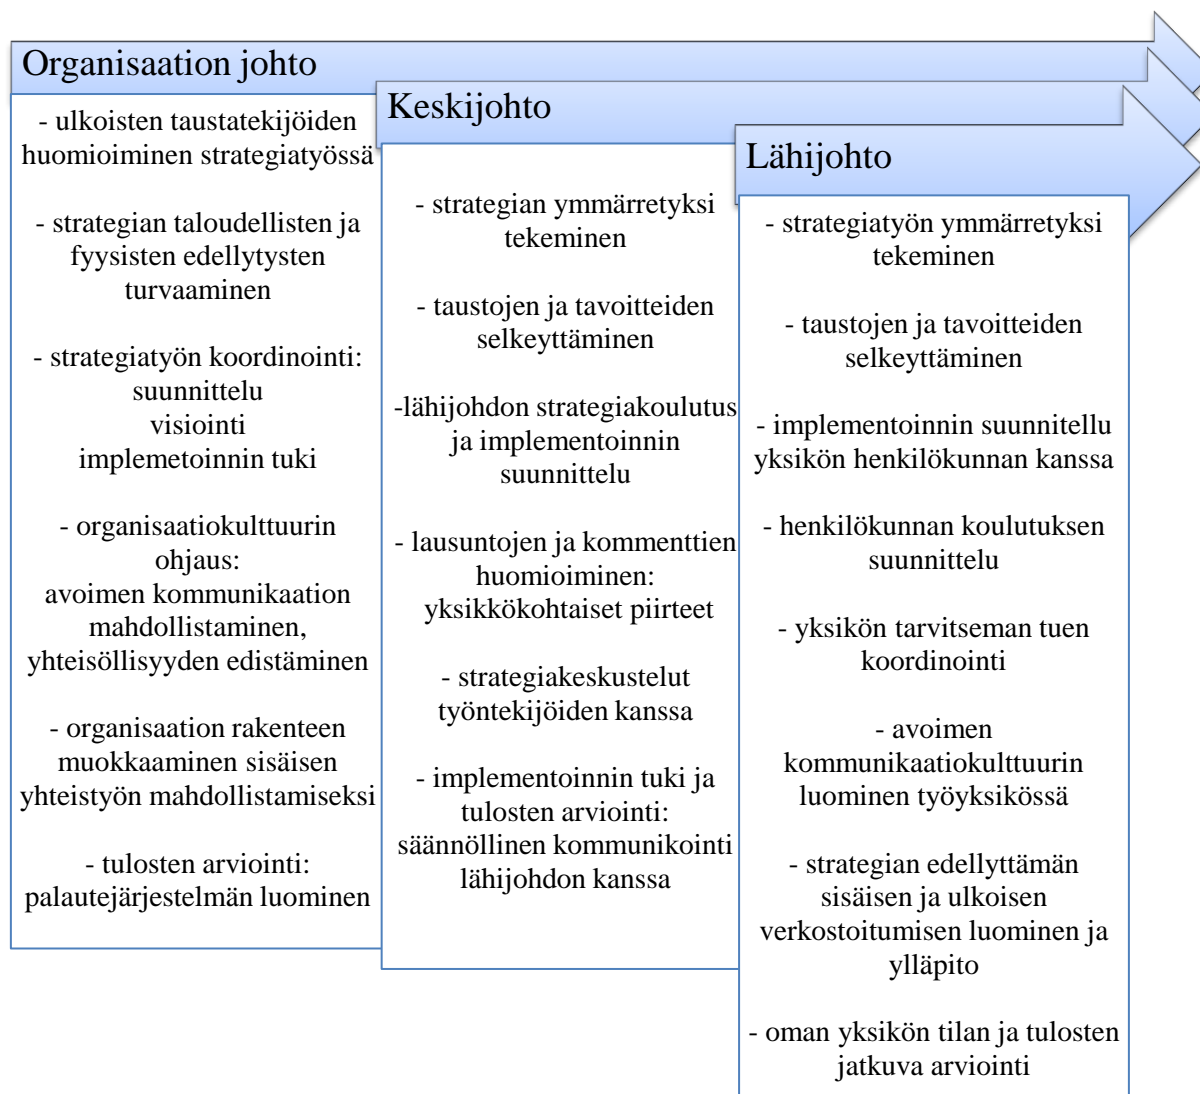 Organisaation johto
- ulkoisten taustatekijöiden
huomioiminen strategiatyössä
- strategian taloudellisten ja
fyysisten edellytysten
turvaaminen
- strategiatyön koordinointi:
suunnittelu
visiointi
implemetoinnin tuki
- organisaatiokulttuurin
ohjaus:
avoimen kommunikaation
mahdollistaminen,
yhteisöllisyyden edistäminen
- organisaation rakenteen
muokkaaminen sisäisen
yhteistyön mahdollistamiseksi
- tulosten arviointi:
palautejärjestelmän luominen
Keskijohto
- strategian ymmärretyksi
tekeminen
- taustojen ja tavoitteiden
selkeyttäminen
-lähijohdon strategiakoulutus
ja implementoinnin
suunnittelu
- lausuntojen ja kommenttien
huomioiminen:
yksikkökohtaiset piirteet
- strategiakeskustelut
työntekijöiden kanssa
- implementoinnin tuki ja
tulosten arviointi:
säännöllinen kommunikointi
lähijohdon kanssa
Lähijohto
- strategiatyön ymmärretyksi
tekeminen
- taustojen ja tavoitteiden
selkeyttäminen
- implementoinnin suunnitellu
yksikön henkilökunnan kanssa
- henkilökunnan koulutuksen
suunnittelu
- yksikön tarvitseman tuen
koordinointi
- avoimen
kommunikaatiokulttuurin
luominen työyksikössä
- strategian edellyttämän
sisäisen ja ulkoisen
verkostoitumisen luominen ja
ylläpito
- oman yksikön tilan ja tulosten
jatkuva arviointi